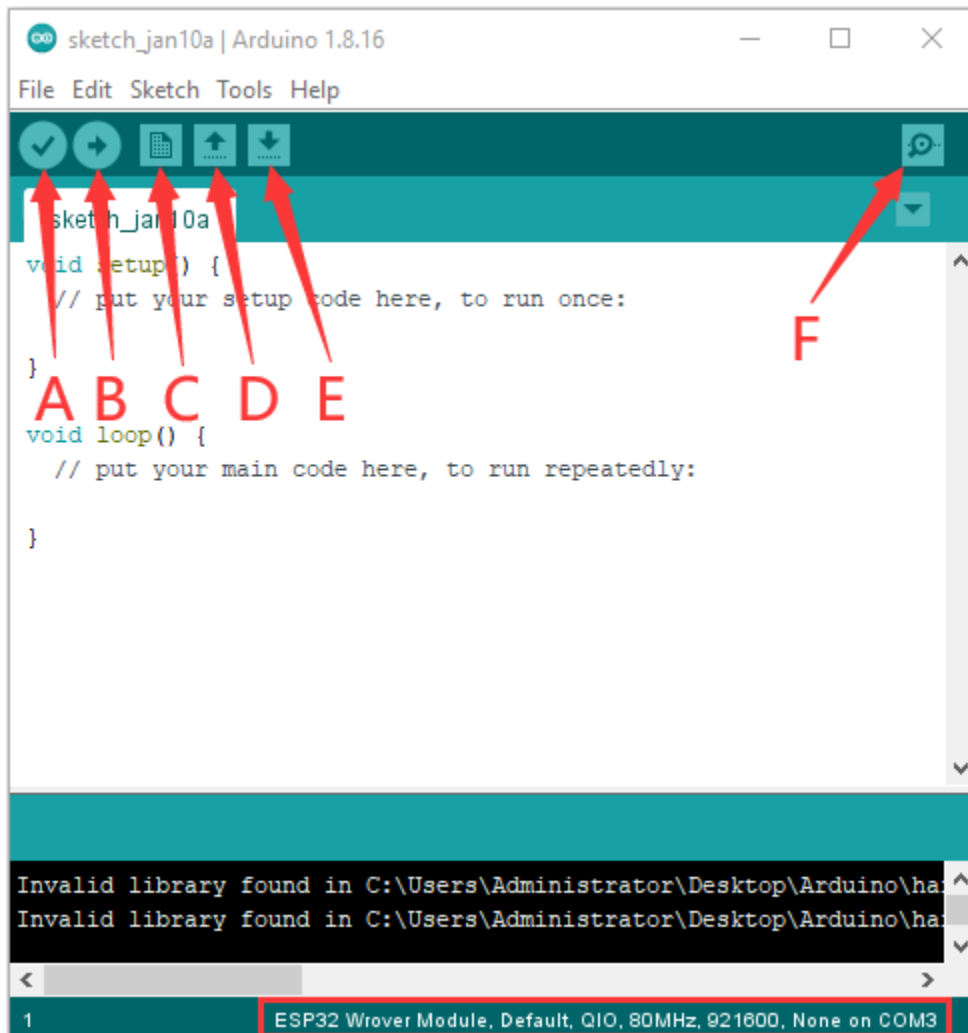 sketch_jan10a | Arduino 1.8.16
File Edit Sketch Tools Help
sketch_jan10a
void setup() {
// put your setup code here, to run once:
}
A B C D E
F
void loop() {
// put your main code here, to run repeatedly:
}
Invalid library found in C:\Users\Administrator\Desktop\Arduino\ha
Invalid library found in C:\Users\Administrator\Desktop\Arduino\ha
1 ESP32 Wrover Module, Default, QIO, 80MHz, 921600, None on COM3